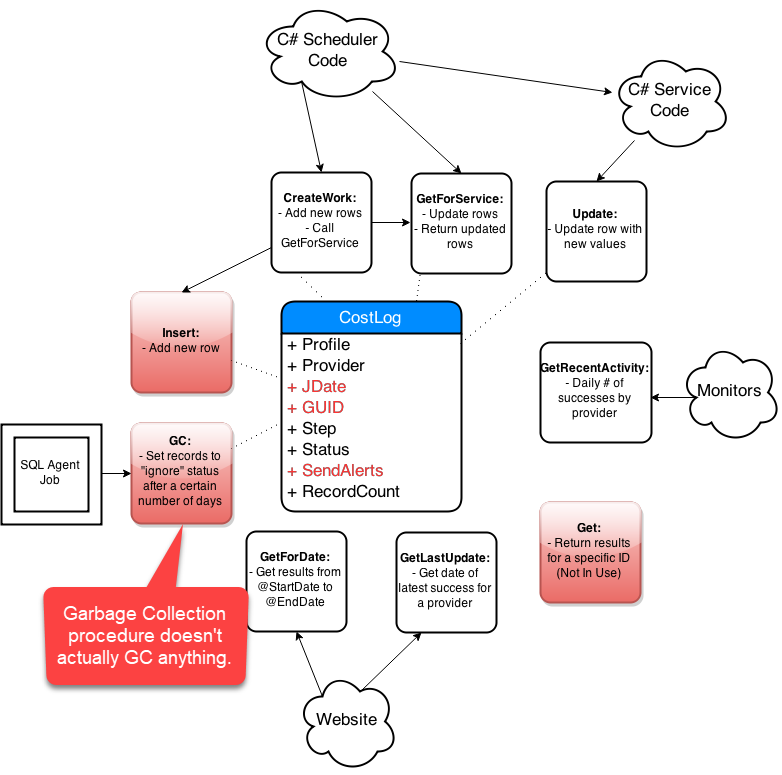 C# Scheduler
Code
C# Service
Code
CreateWork:
- Add new rows
- Call
GetForService
GetForService:
- Update rows
- Return updated
rows
Update:
- Update row with
new values
Insert:
- Add new row
CostLog
+ Profile
+ Provider
+ JDate
+ GUID
+ Step
+ Status
+ SendAlerts
+ RecordCount
GetRecentActivity:
- Daily # of
successes by
provider
Monitors
SQL Agent
Job
GC:
- Set records to
"ignore" status
after a certain
number of days
Get:
- Return results
for a specific ID
(Not In Use)
GetForDate:
- Get results from
@StartDate to
@EndDate
GetLastUpdate:
- Get date of
latest success for
a provider
Garbage Collection
procedure doesn't
actually GC anything.
Website